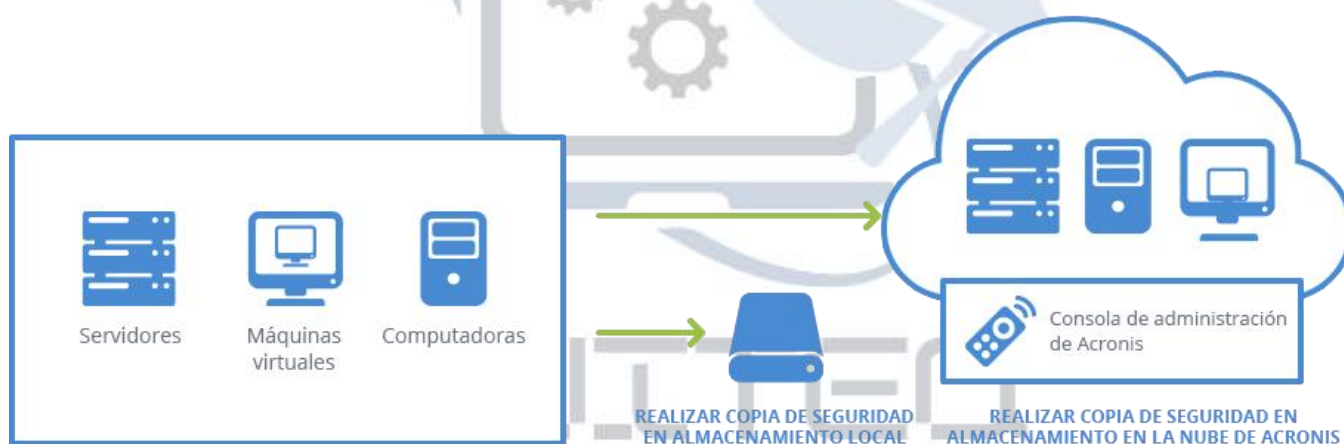 Servidores
Máquinas
virtuales
Computadoras
Consola de administración
de Acronis
REALIZAR COPIA DE SEGURIDAD
EN ALMACENAMIENTO LOCAL
REALIZAR COPIA DE SEGURIDAD EN
ALMACENAMIENTO EN LA NUBE DE ACRONIS